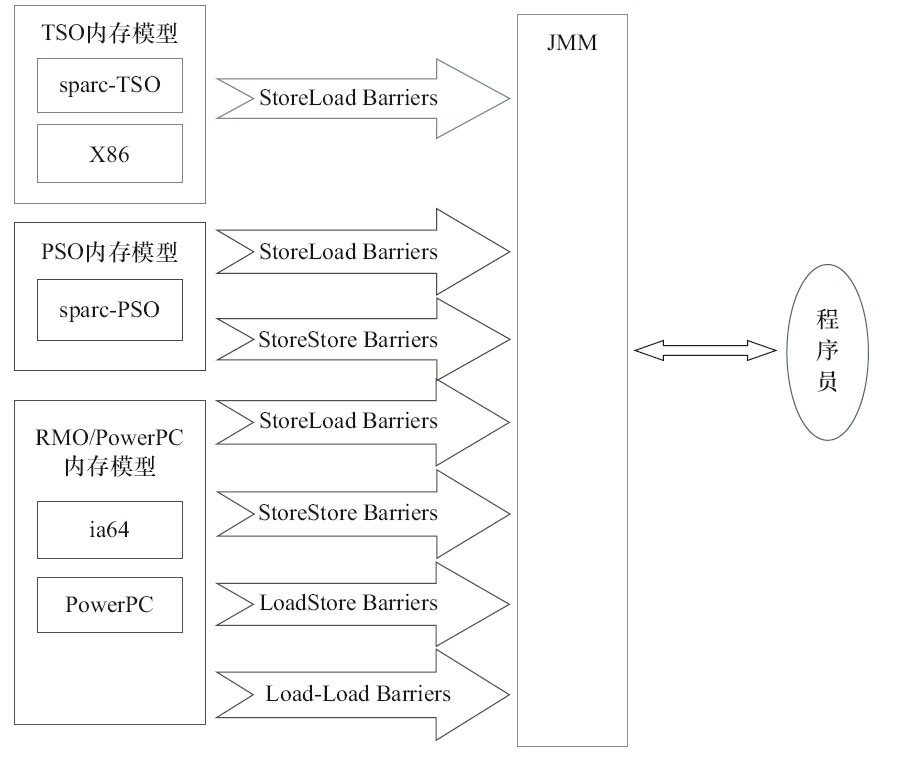 TSO内存模型
sparc-TSO
X86
StoreLoad Barriers
PSO内存模型
sparc-PSO
StoreLoad Barriers
StoreStore Barriers
RMO/PowerPC
内存模型
ia64
PowerPC
StoreLoad Barriers
StoreStore Barriers
LoadStore Barriers
Load-Load Barriers
JMM
程
序
员